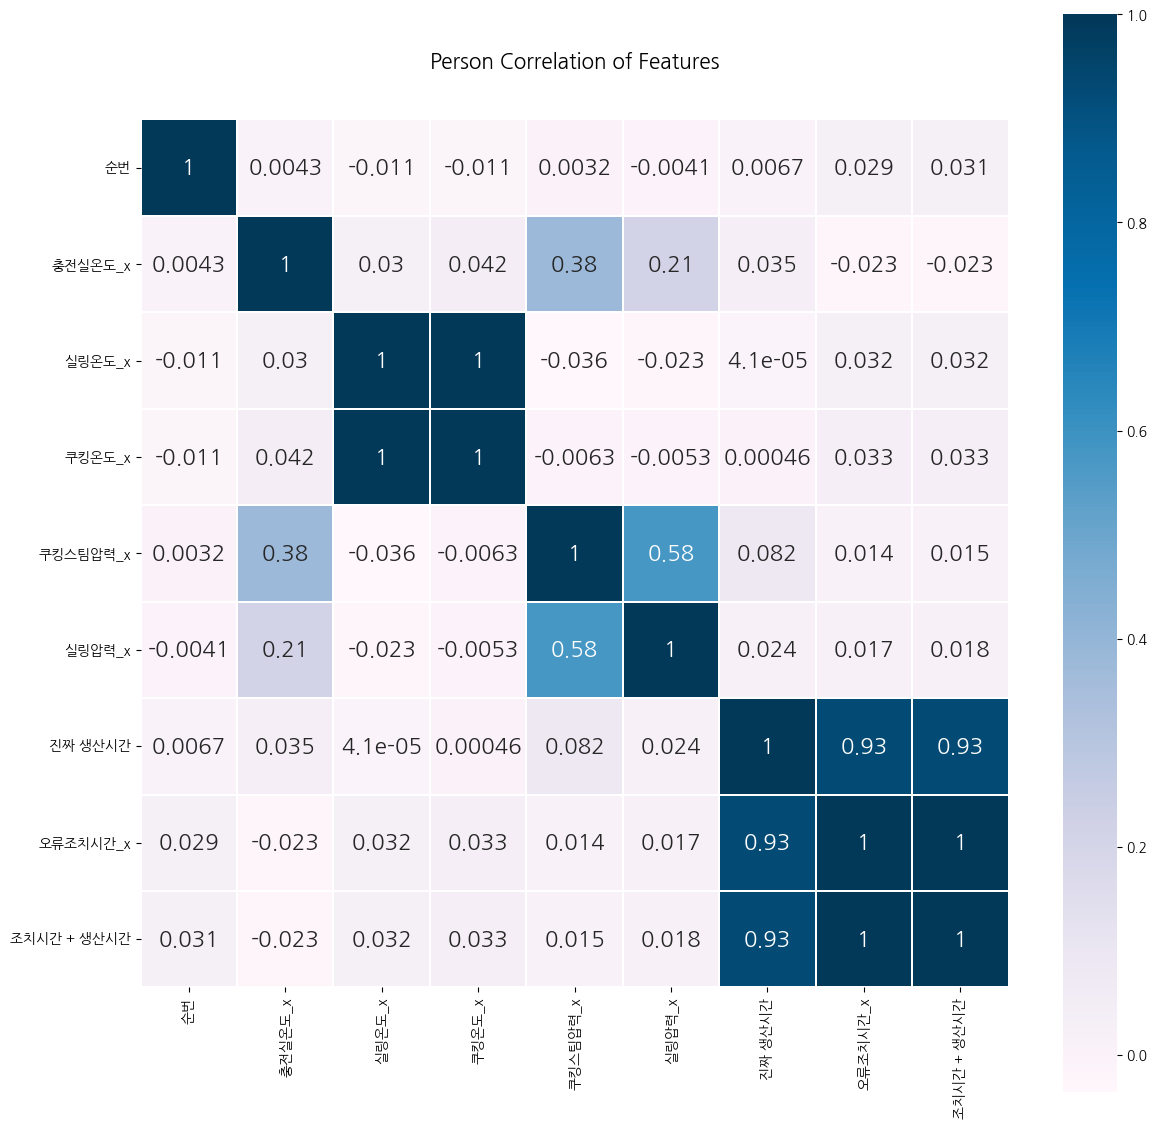 Person Correlation of Features
순번 1 0.0043 -0.011 -0.011 0.0032 -0.0041 0.0067 0.029 0.031
충전실온도_x 0.0043 1 0.03 0.042 0.38 0.21 0.035 -0.023 -0.023
실링온도_x -0.011 0.03 1 1 -0.036 -0.023 4.1e-05 0.032 0.032
쿠킹온도_x -0.011 0.042 1 1 -0.0063 -0.0053 0.00046 0.033 0.033
쿠킹스팀압력_x 0.0032 0.38 -0.036 -0.0063 1 0.58 0.082 0.014 0.015
실링압력_x -0.0041 0.21 -0.023 -0.0053 0.58 1 0.024 0.017 0.018
진짜 생산시간 0.0067 0.035 4.1e-05 0.00046 0.082 0.024 1 0.93 0.93
오류조치시간_x 0.029 -0.023 0.032 0.033 0.014 0.017 0.93 1 1
조치시간 + 생산시간 0.031 -0.023 0.032 0.033 0.015 0.018 0.93 1 1
순번
충전실온도_x
실링온도_x
쿠킹온도_x
쿠킹스팀압력_x
실링압력_x
진짜 생산시간
오류조치시간_x
조치시간 + 생산시간
1.0
0.8
0.6
0.4
0.2
0.0